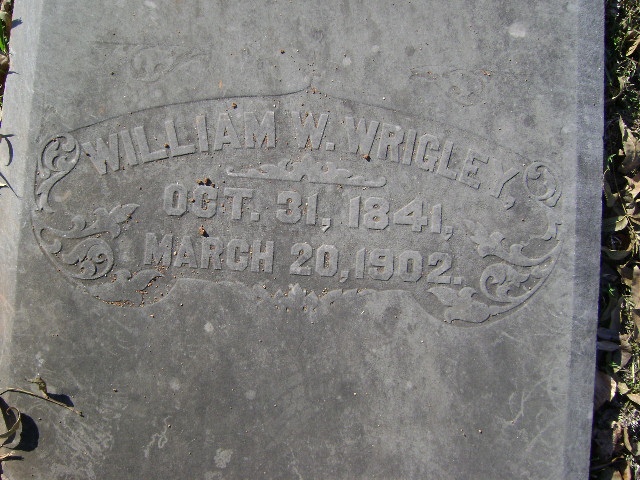 WILLIAM W. WRIGLEY,
OCT. 31, 1841,
MARCH 20, 1902.